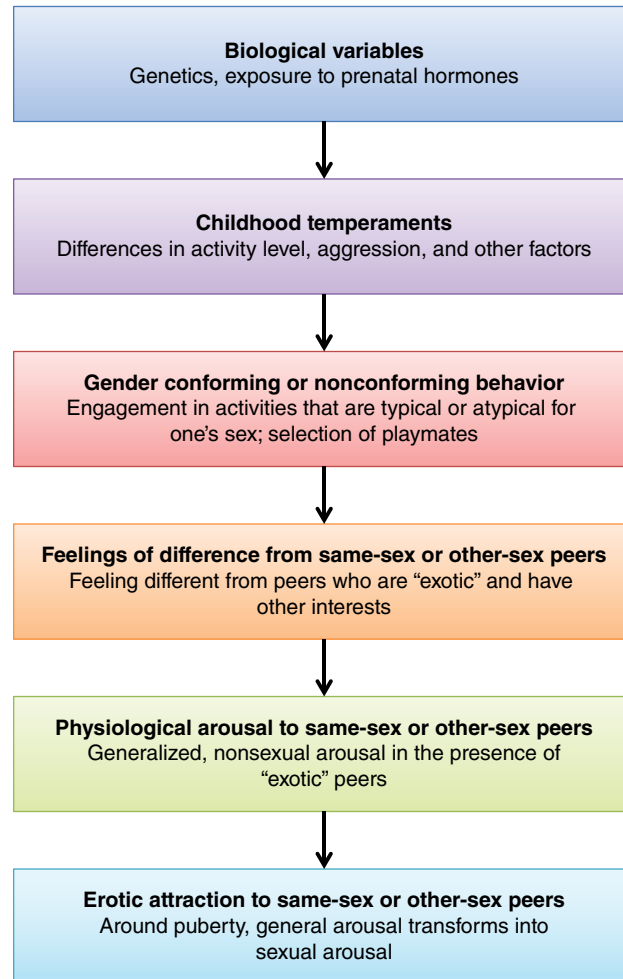 Biological variables
Genetics, exposure to prenatal hormones
Childhood temperaments
Differences in activity level, aggression, and other factors
Gender conforming or nonconforming behavior
Engagement in activities that are typical or atypical for
one’s sex; selection of playmates
Feelings of difference from same-sex or other-sex peers
Feeling different from peers who are “exotic” and have
other interests
Physiological arousal to same-sex or other-sex peers
Generalized, nonsexual arousal in the presence of
“exotic” peers
Erotic attraction to same-sex or other-sex peers
Around puberty, general arousal transforms into
sexual arousal